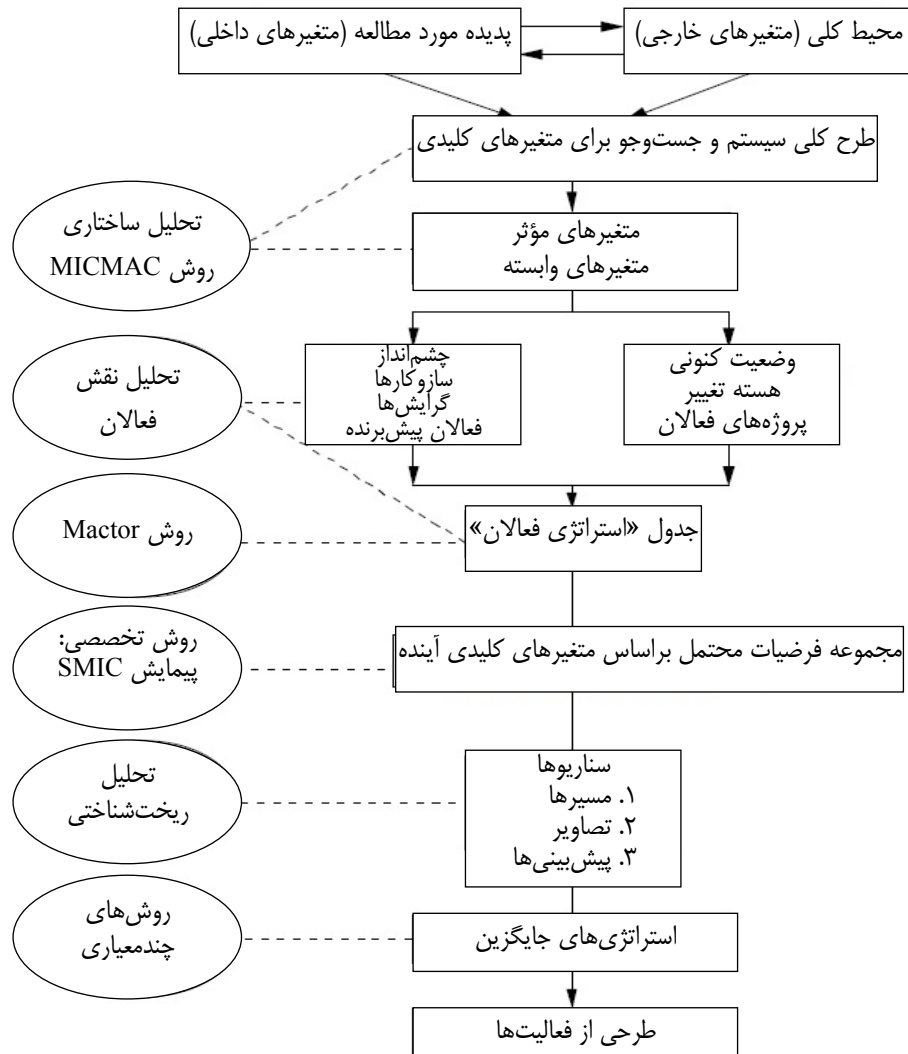 محیط کلی (متغیرهای خارجی)
پدیده مورد مطالعه (متغیرهای داخلی)
طرح کلی سیستم و جست‌وجو برای متغیرهای کلیدی
تحلیل ساختاری
روش MICMAC
متغیرهای مؤثر
متغیرهای وابسته
وضعیت کنونی
هسته تغییر
پروژه‌های فعالان
چشم‌انداز
سازوکارها
گرایش‌ها
فعالان پیش‌برنده
تحلیل نقش
فعالان
جدول «استراتژی فعالان»
روش Mactor
مجموعه فرضیات محتمل براساس متغیرهای کلیدی آینده
روش تخصصی:
پیمایش SMIC
سناریوها
۱. مسیرها
۲. تصاویر
۳. پیش‌بینی‌ها
تحلیل
ریخت‌شناختی
استراتژی‌های جایگزین
روش‌های
چندمعیاری
طرحی از فعالیت‌ها